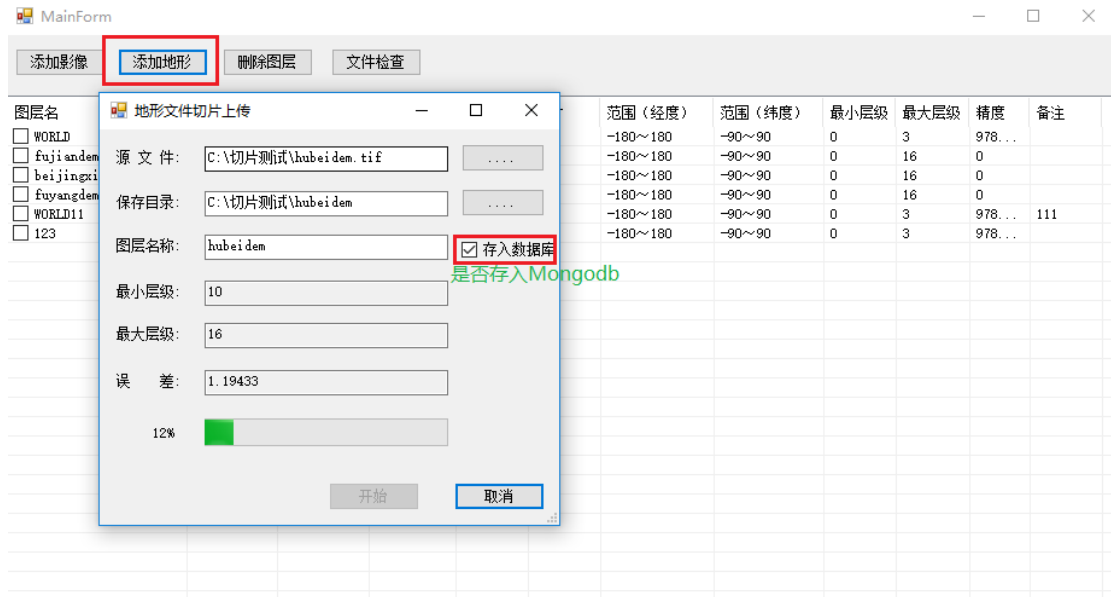 MainForm
添加影像 添加地形 删除图层 文件检查
图层名 范围（经度） 范围（纬度） 最小层级 最大层级 精度 备注
WORLD -180～180 -90～90 0 3 978...
fujiandem -180～180 -90～90 0 16 0
beijingxi -180～180 -90～90 0 16 0
fuyangdem -180～180 -90～90 0 16 0
WORLD11 -180～180 -90～90 0 3 978... 111
123 -180～180 -90～90 0 3 978...
地形文件切片上传
源 文 件: C:\切片测试\hubeidem.tif ....
保存目录: C:\切片测试\hubeidem ....
图层名称: hubeidem 存入数据库
是否存入Mongodb
最小层级: 10
最大层级: 16
误 差: 1.19433
12%
开始 取消